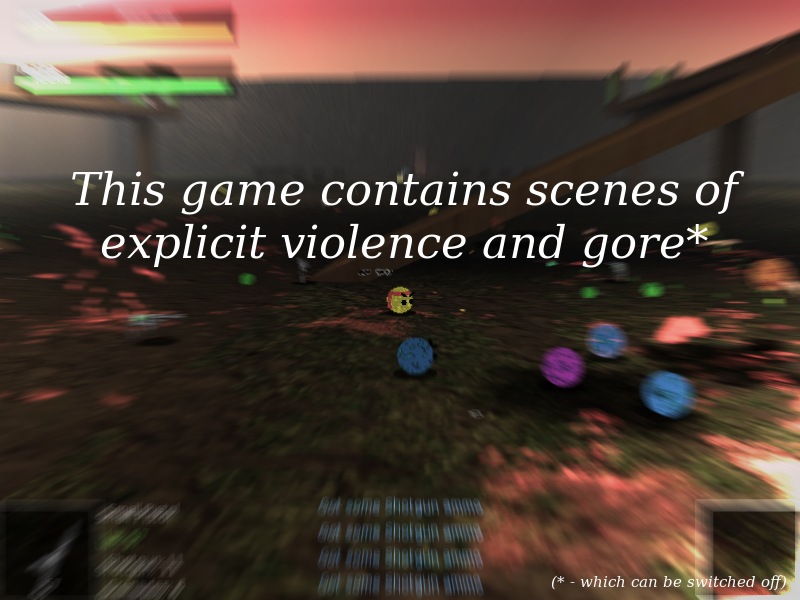 This game contains scenes of
explicit violence and gore*
(* - which can be switched off)